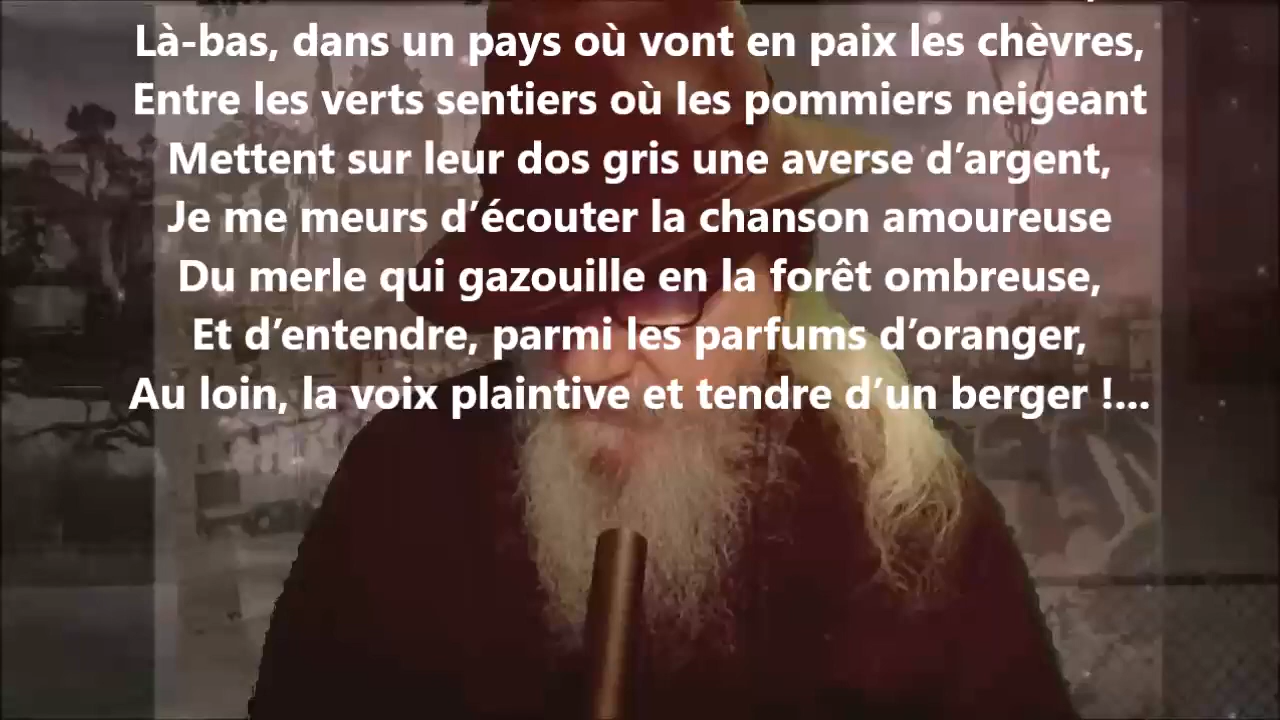 Là-bas, dans un pays où vont en paix les chèvres,
Entre les verts sentiers où les pommiers neigeant
Mettent sur leur dos gris une averse d’argent,
Je me meurs d’écouter la chanson amoureuse
Du merle qui gazouille en la forêt ombreuse,
Et d’entendre, parmi les parfums d’oranger,
Au loin, la voix plaintive et tendre d’un berger !...